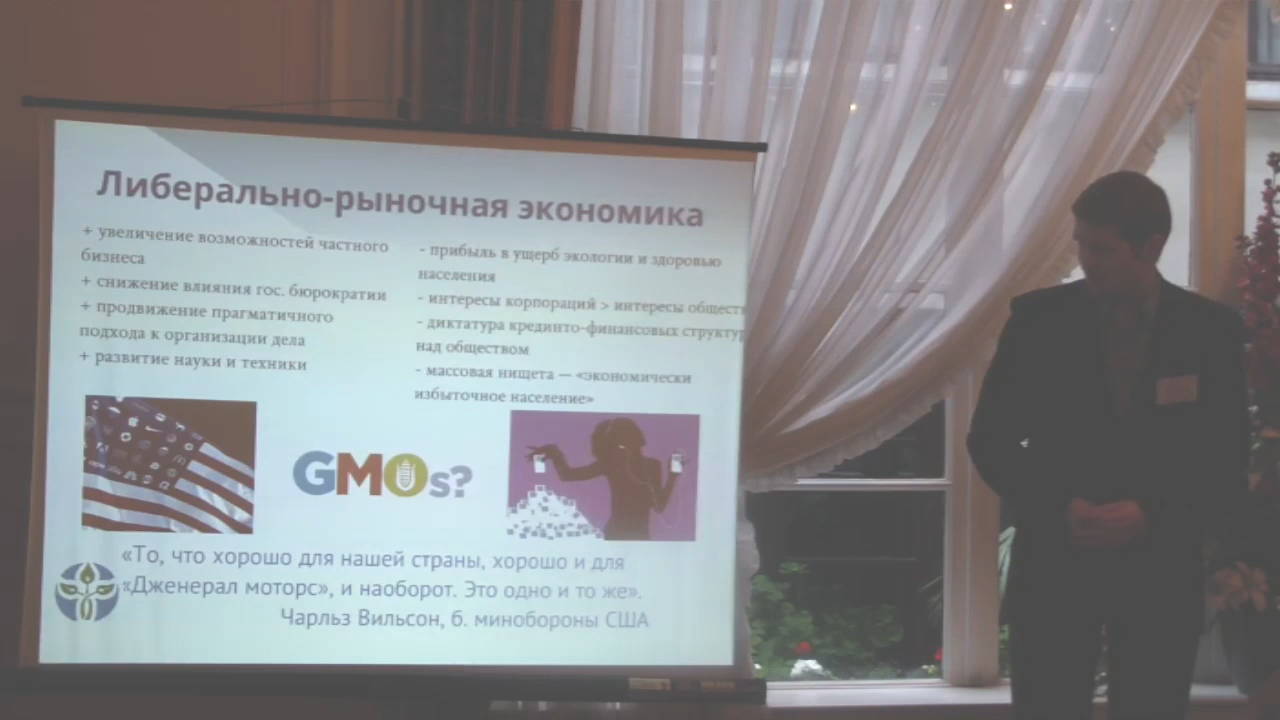 Либерально-рыночная экономика
+ увеличение возможностей частного
бизнеса
+ снижение влияния гос. бюрократии
+ продвижение прагматичного
подхода к организации дела
+ развитие науки и техники
- прибыль в ущерб экологии и здоровью
населения
- интересы корпораций > интересы обществ
- диктатура крединто-финансовых структур
над обществом
- массовая нищета — «экономически
избыточное население»
GMOs?
«То, что хорошо для нашей страны, хорошо и для
«Дженерал моторс», и наоборот. Это одно и то же».
Чарльз Вильсон, б. минобороны США